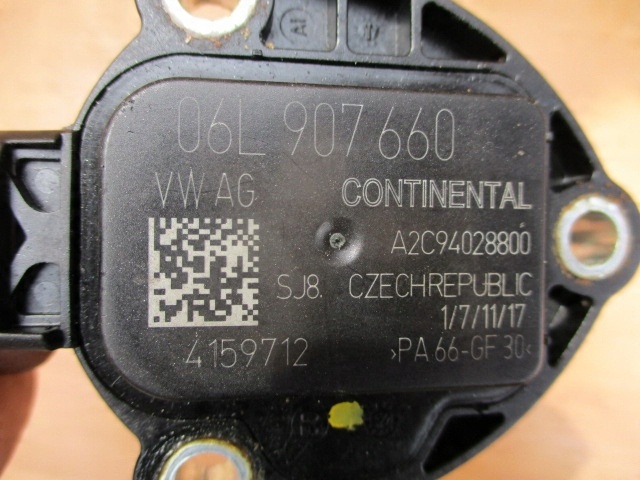 06L 907 660
VW AG CONTINENTAL
A2C94028800
SJ8. CZECHREPUBLIC
1/7/11/17
4159712 >PA 66-GF 30<